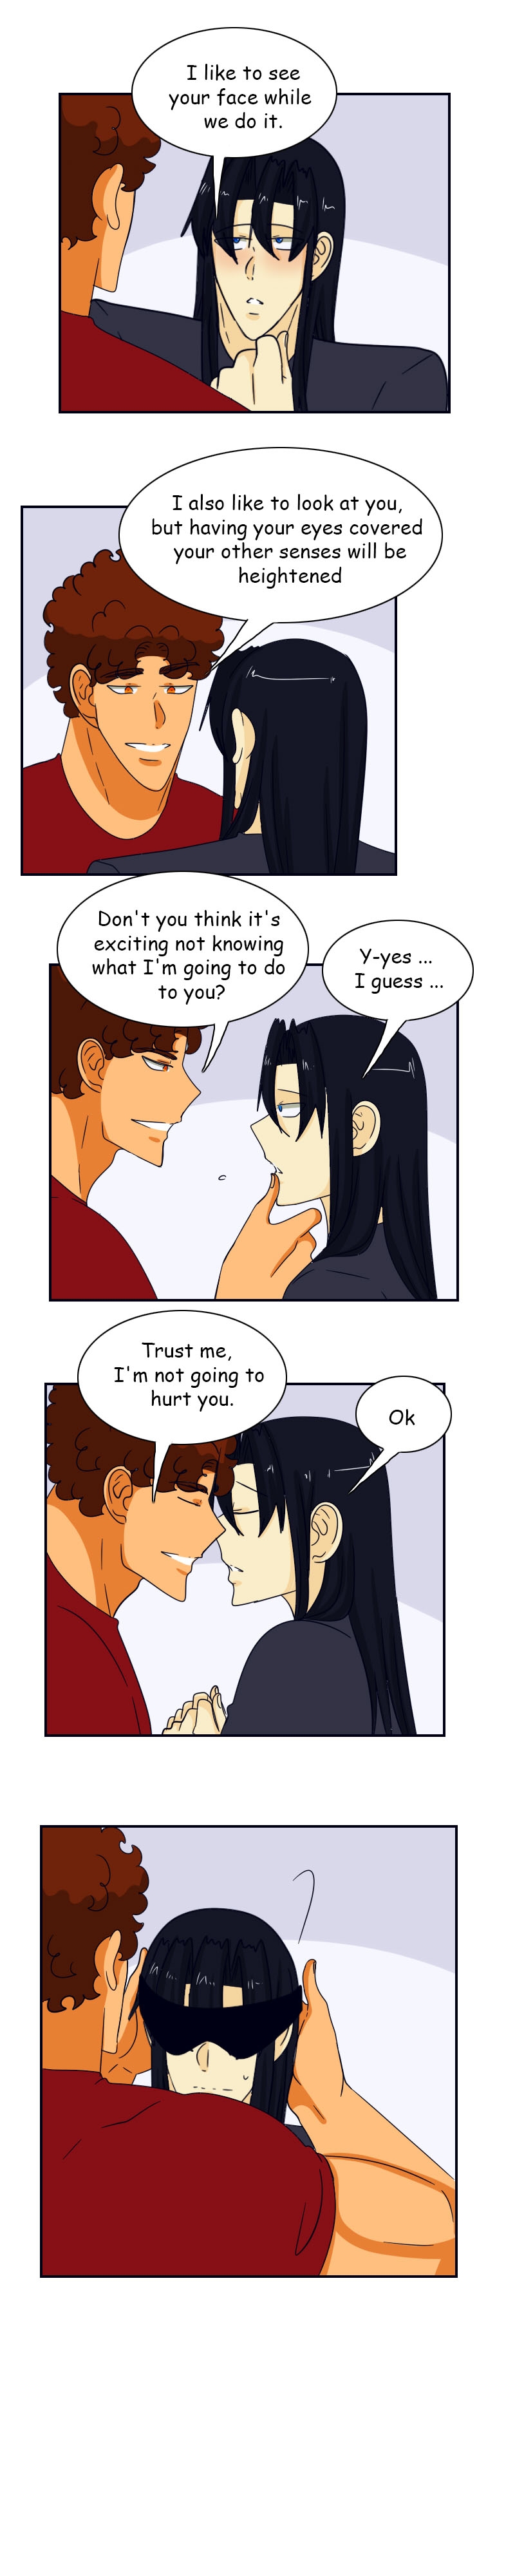 I like to see
your face while
we do it.
I also like to look at you,
but having your eyes covered
your other senses will be
heightened
Don't you think it's
exciting not knowing
what I'm going to do
to you?
Y-yes ...
I guess ...
Trust me,
I'm not going to
hurt you.
Ok